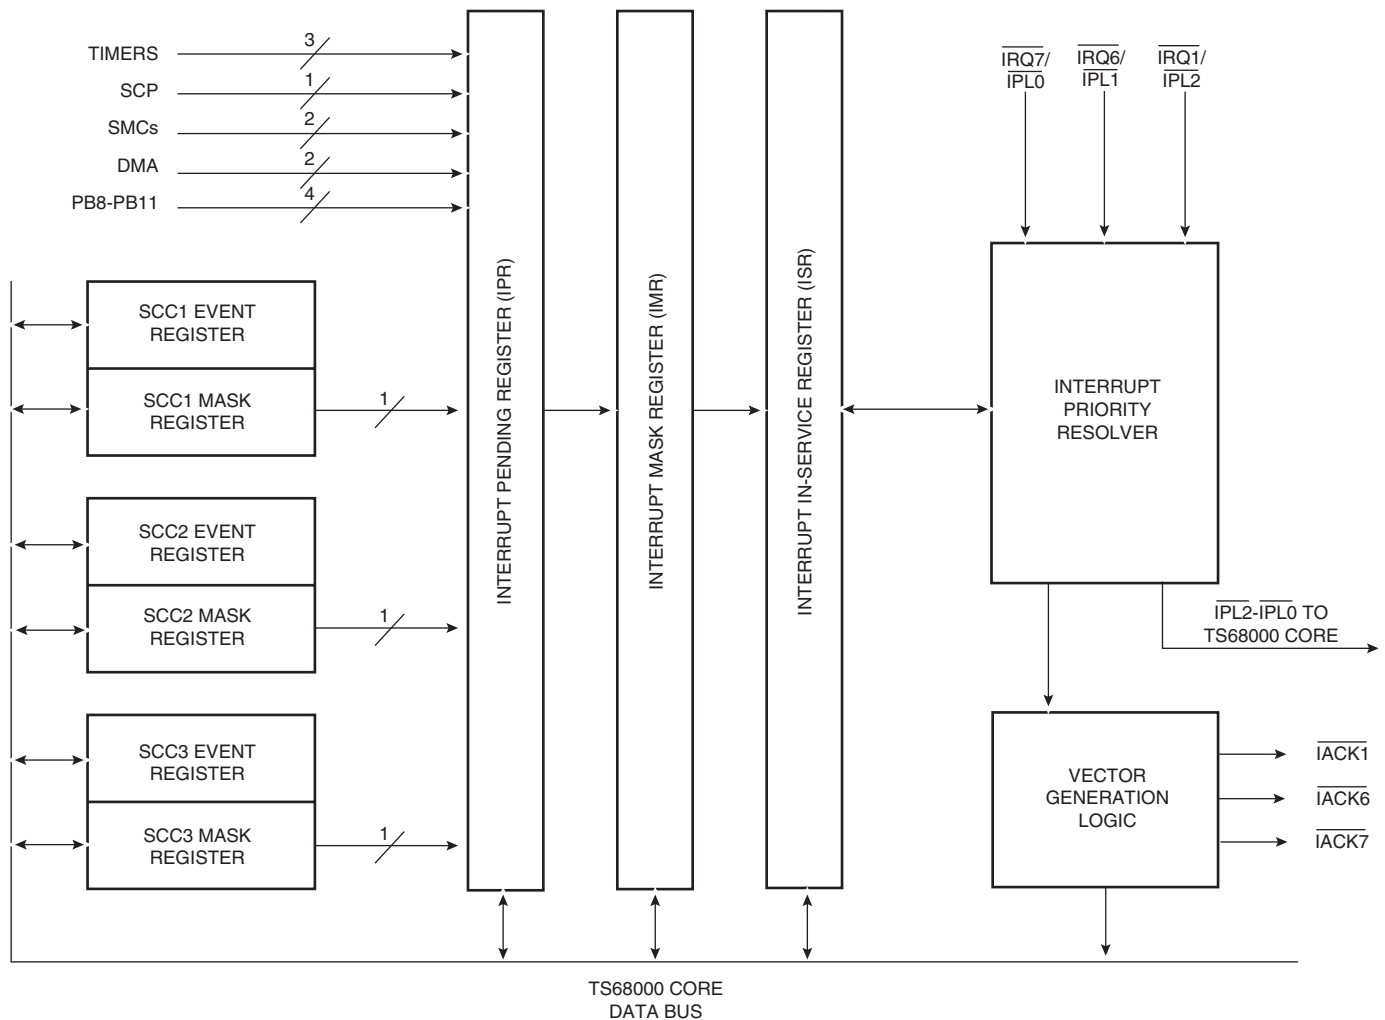 TIMERS
3
SCP
1
SMCs
2
DMA
2
PB8-PB11
4
IRQ7/
IPL0
IRQ6/
IPL1
IRQ1/
IPL2
SCC1 EVENT
REGISTER
SCC1 MASK
REGISTER
1
SCC2 EVENT
REGISTER
SCC2 MASK
REGISTER
1
SCC3 EVENT
REGISTER
SCC3 MASK
REGISTER
1
INTERRUPT PENDING REGISTER (IPR)
INTERRUPT MASK REGISTER (IMR)
INTERRUPT IN-SERVICE REGISTER (ISR)
INTERRUPT
PRIORITY
RESOLVER
IPL2-IPL0 TO
TS68000 CORE
VECTOR
GENERATION
LOGIC
IACK1
IACK6
IACK7
TS68000 CORE
DATA BUS